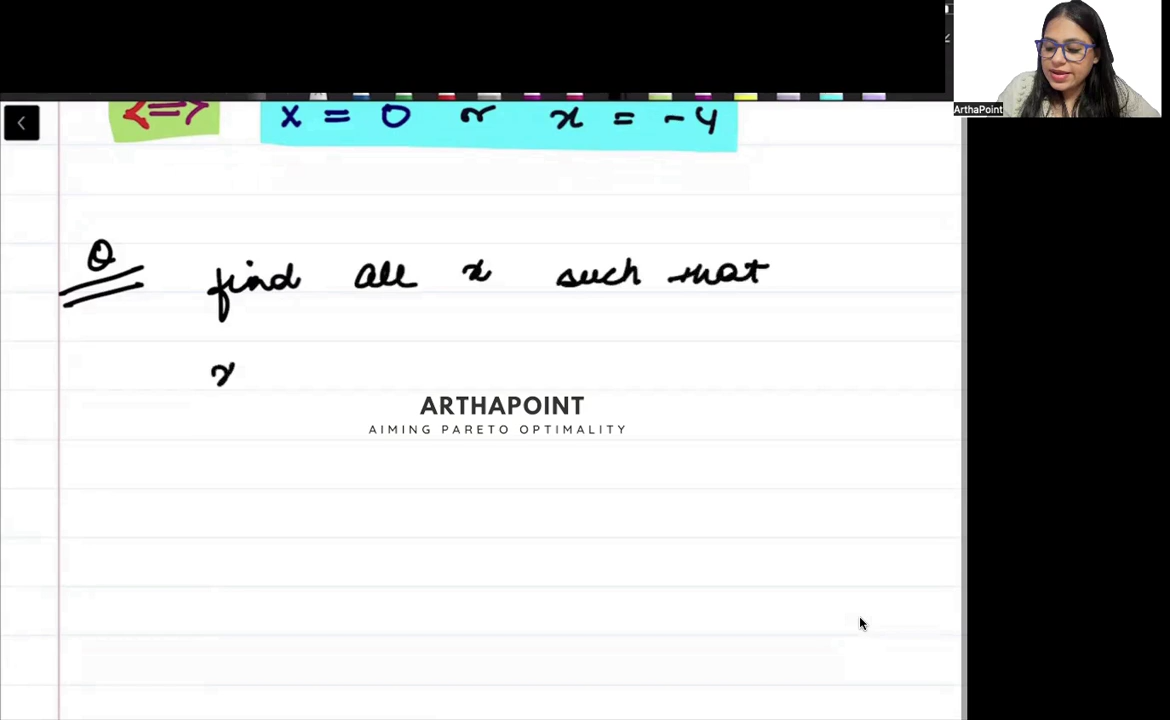 <=> x = 0 or x = -4
ArthaPoint
Q find all x such that
x
ARTHAPOINT
AIMING PARETO OPTIMALITY